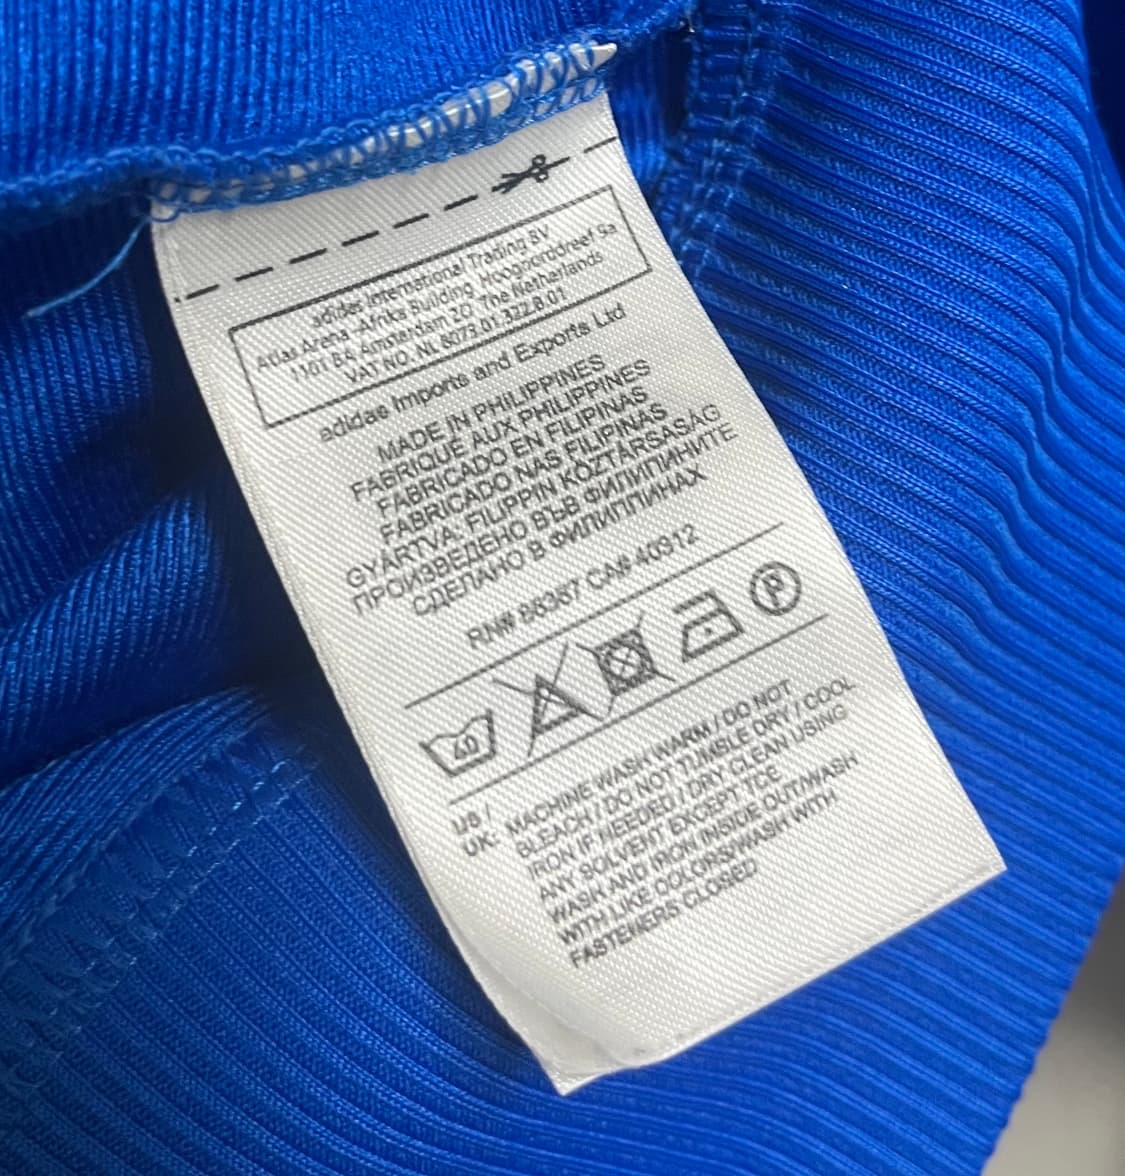 adidas International Trading BV
Atlas Arena-Afrika Building, Hoogoorddreef 9a
1101 BA Amsterdam ZO The Netherlands
VAT NO. NL 8073.01.322.B.01
adidas Imports and Exports Ltd
MADE IN PHILIPPINES
FABRIQUE AUX PHILIPPINES
FABRICADO EN FILIPINAS
FABRICADO NAS FILIPINAS
GYÁRTVA: FILIPPIN KÖZTÁRSASÁG
ПРОИЗВЕДЕНО ВЪВ ФИЛИПИНИТЕ
СДЕЛАНО В ФИЛИППИНАХ
RN# 88387 CA# 40312
40
P
US / UK: MACHINE WASH WARM / DO NOT
BLEACH / DO NOT TUMBLE DRY / COOL
IRON IF NEEDED / DRY CLEAN USING
ANY SOLVENT EXCEPT TCE
WASH AND IRON INSIDE OUT/WASH
WITH LIKE COLORS/WASH WITH
FASTENERS CLOSED